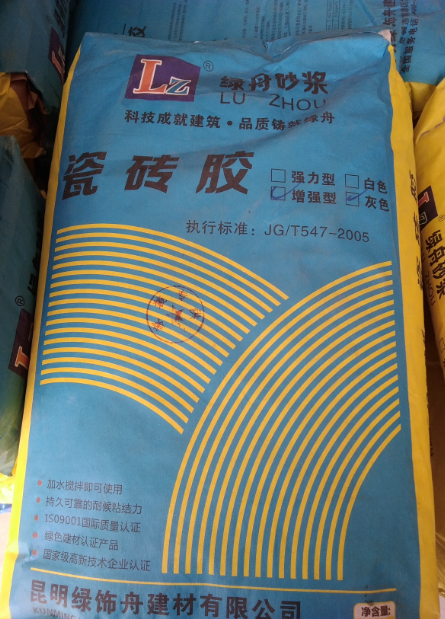 LZ® 绿舟砂浆
LU ZHOU
科技成就建筑·品质铸就绿舟
瓷砖胶
□强力型 □白色
☑增强型 ☑灰色
执行标准：JG/T547-2005
加水搅拌即可使用
持久可靠的耐候粘结力
ISO9001国际质量认证
绿色建材认证产品
国家级高新技术企业认证
昆明绿饰舟建材有限公司
净含量: